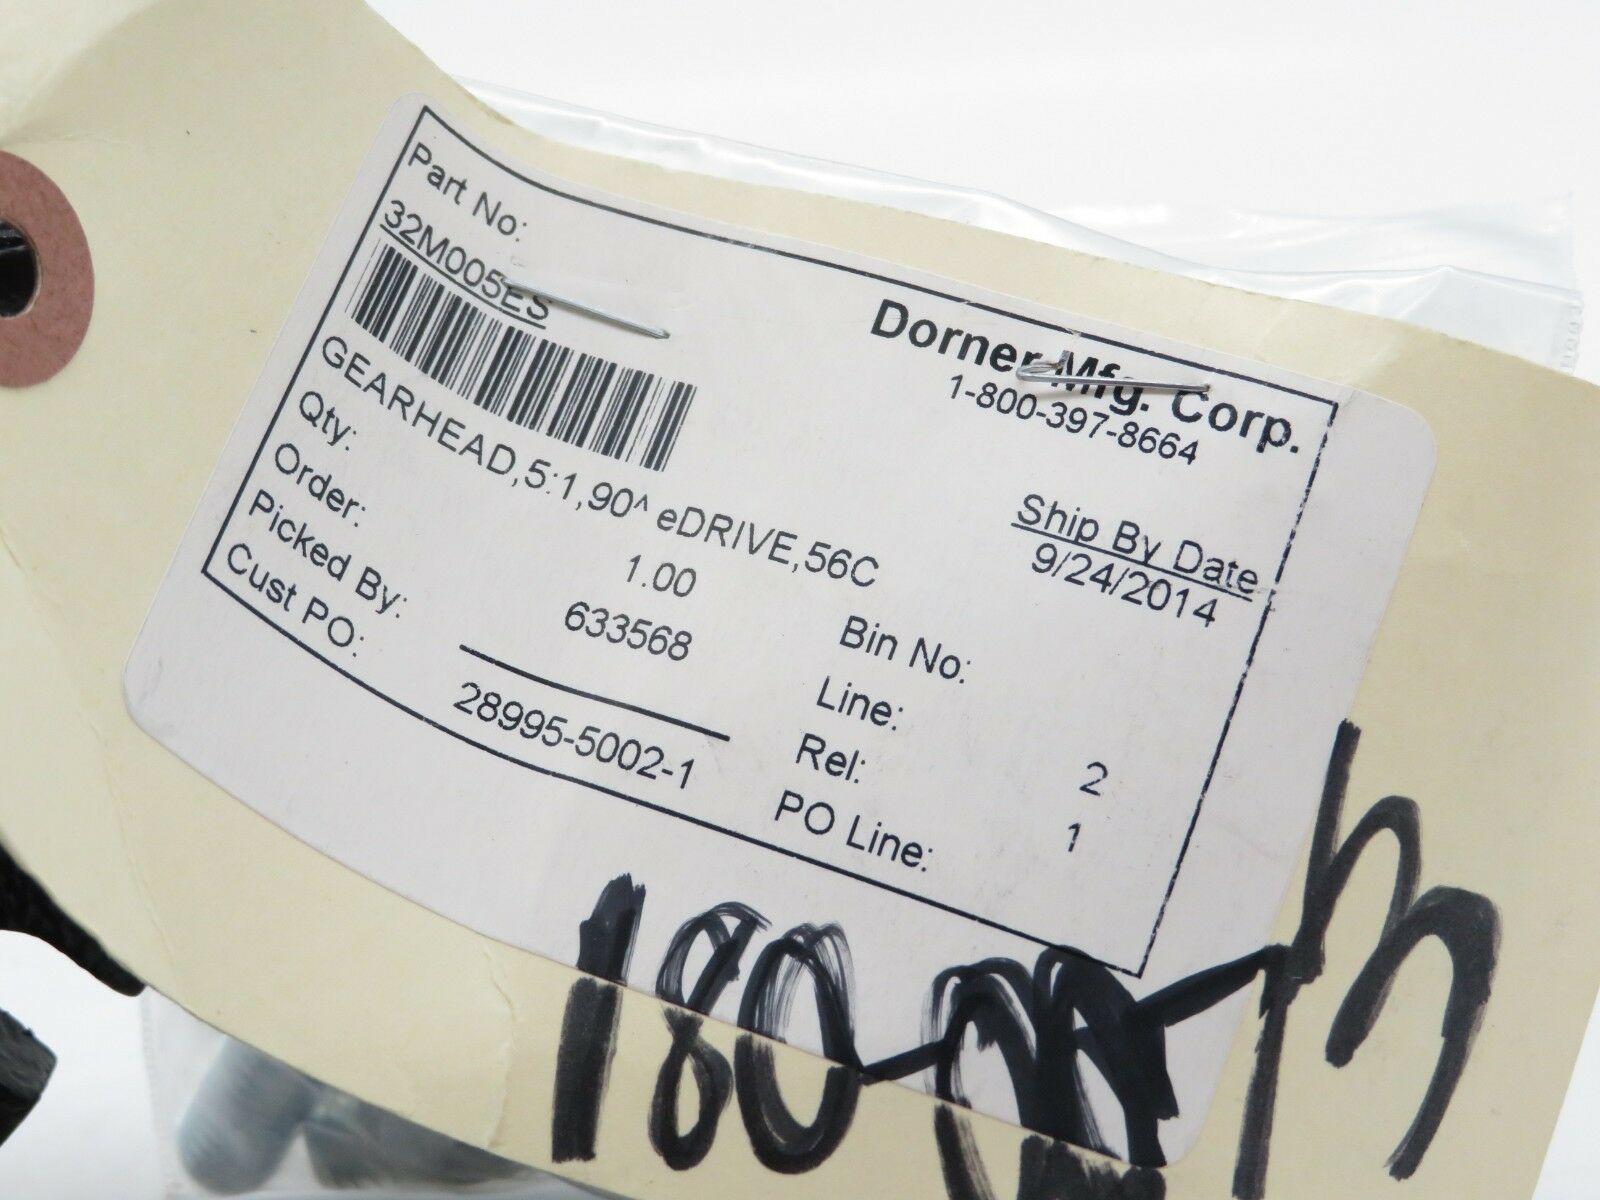 Part No:
32M005ES
Dorner Mfg. Corp.
1-800-397-8664
GEARHEAD,5:1,90^ eDRIVE,56C
Ship By Date
9/24/2014
Qty: 1.00 Bin No:
Order: 633568 Line: 2
Picked By: Rel: 1
Cust PO: 28995-5002-1 PO Line:
180